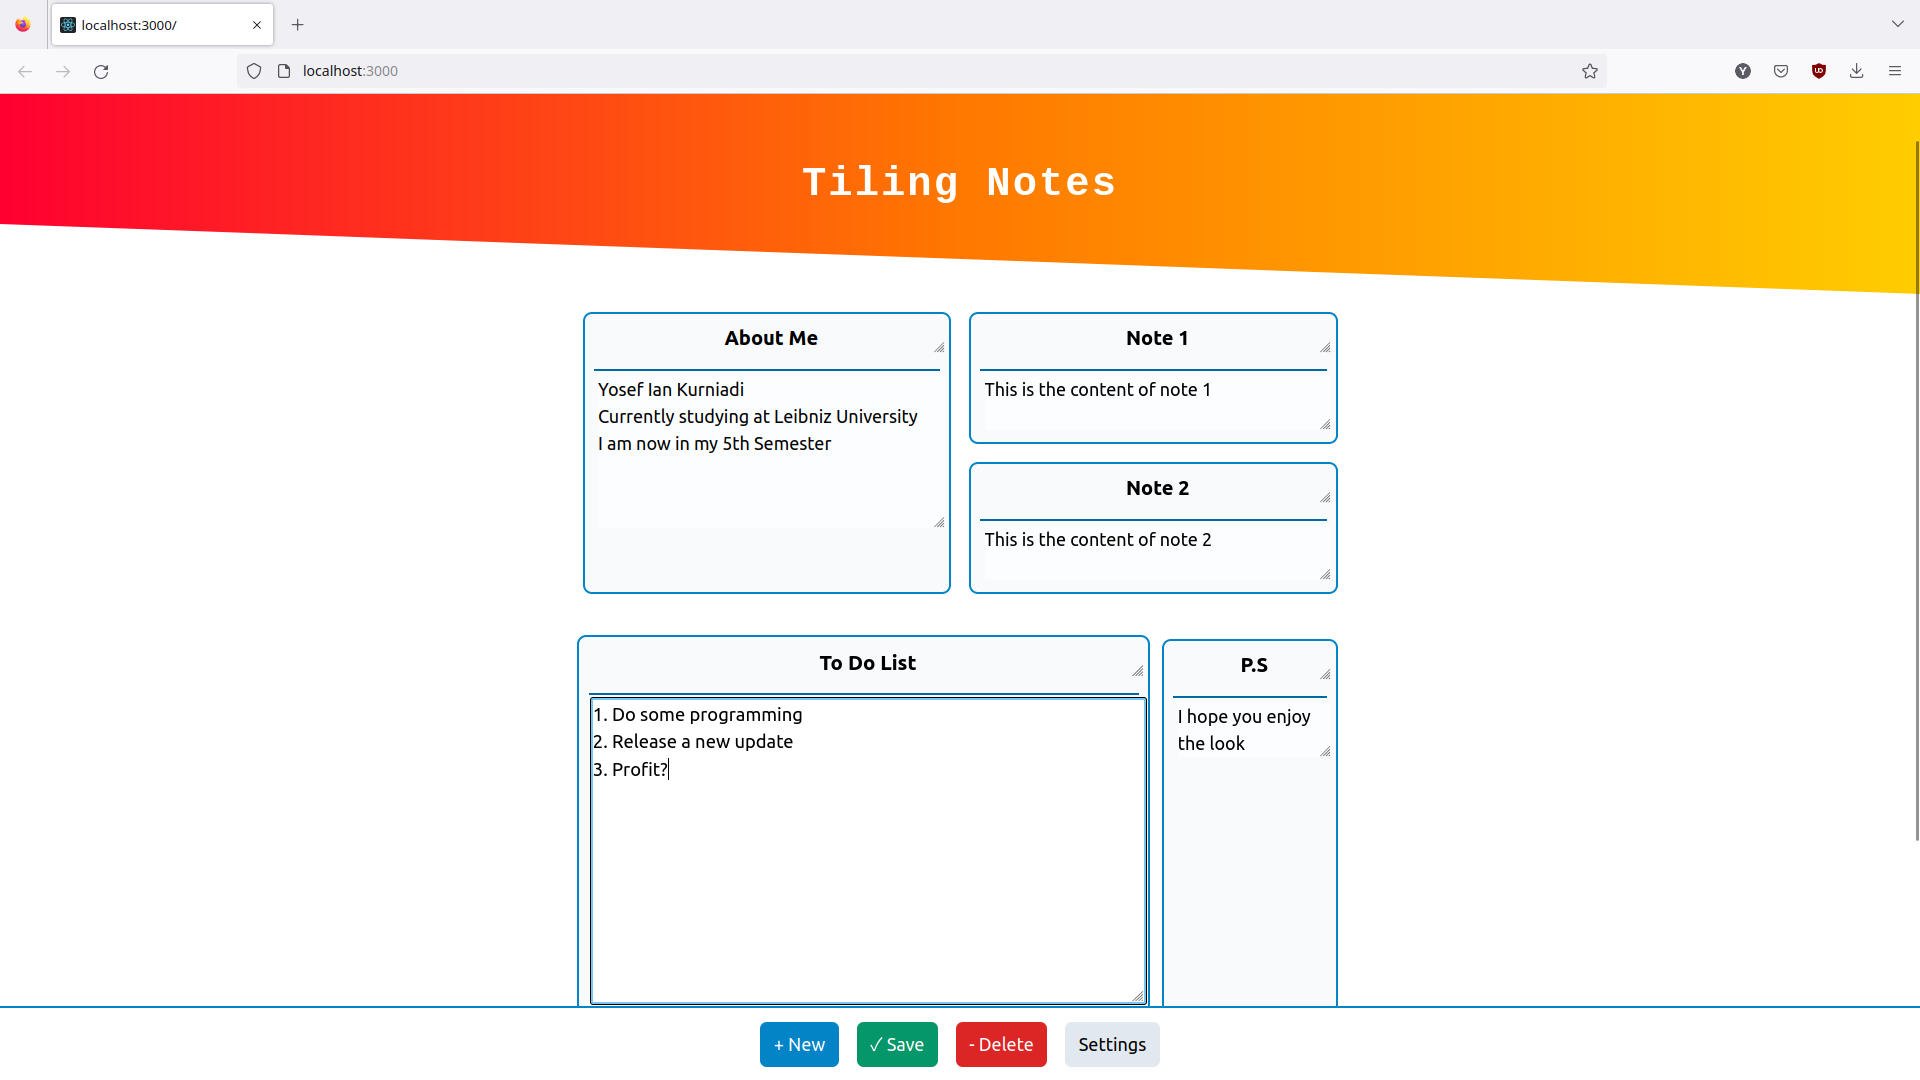 localhost:3000/
localhost:3000
Tiling Notes
About Me
Yosef Ian Kurniadi
Currently studying at Leibniz University
I am now in my 5th Semester
Note 1
This is the content of note 1
Note 2
This is the content of note 2
To Do List
1. Do some programming
2. Release a new update
3. Profit?
P.S
I hope you enjoy
the look
+ New
✓ Save
- Delete
Settings